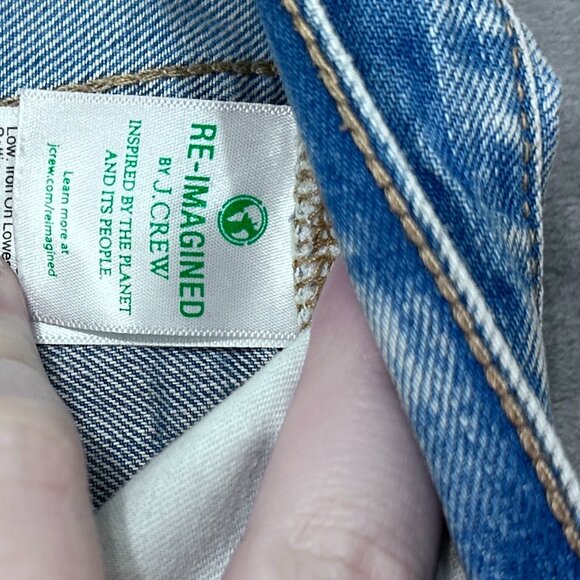 RE-IMAGINED
BY J.CREW
INSPIRED BY THE PLANET
AND ITS PEOPLE.
Learn more at
jcrew.com/reimagined
Low. Iron On Lower